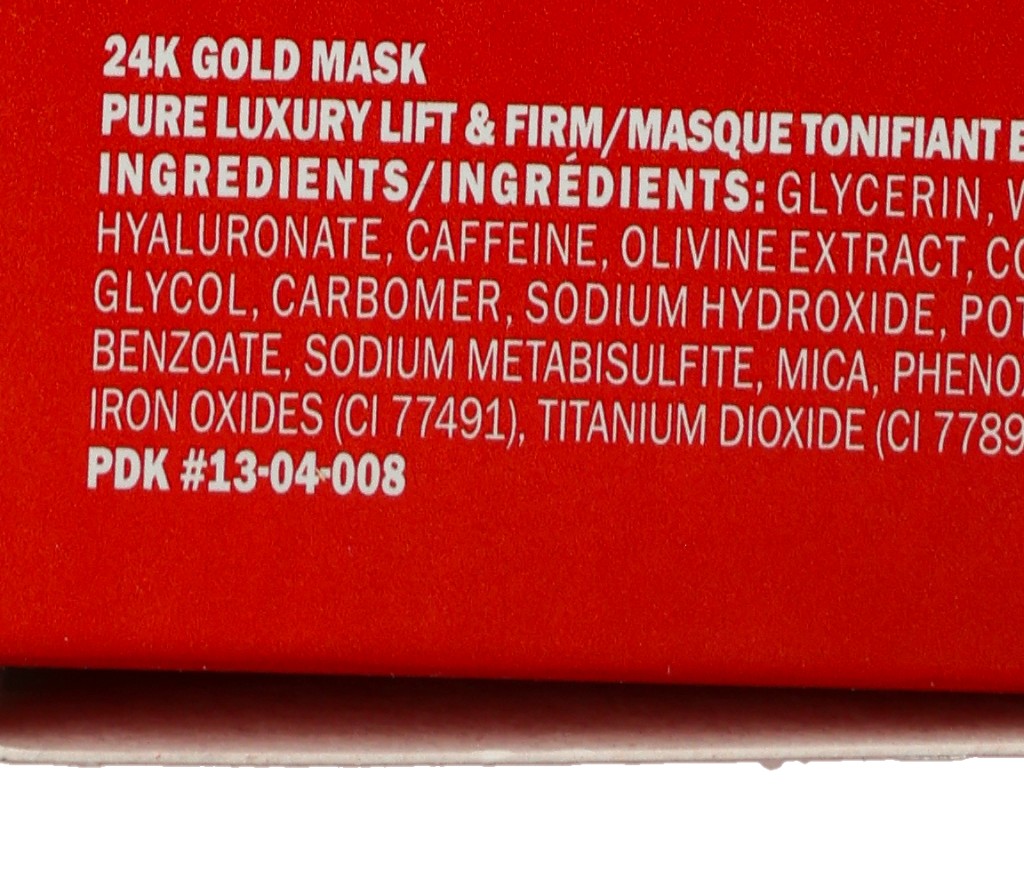 24K GOLD MASK
PURE LUXURY LIFT & FIRM/MASQUE TONIFIANT
INGREDIENTS/INGRÉDIENTS: GLYCERIN,
HYALURONATE, CAFFEINE, OLIVINE EXTRACT,
GLYCOL, CARBOMER, SODIUM HYDROXIDE,
BENZOATE, SODIUM METABISULFITE, MICA,
IRON OXIDES (CI 77491), TITANIUM DIOXIDE (CI
PDK #13-04-008